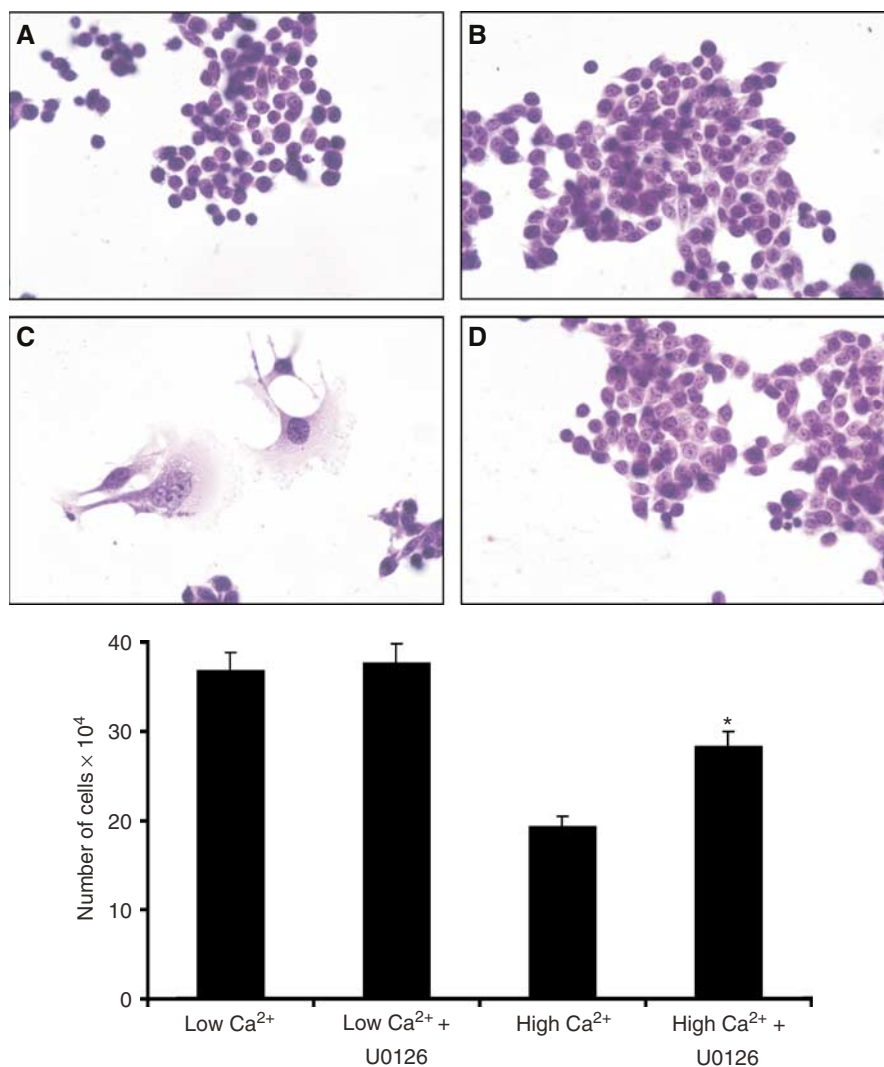 A
B
C
D
Number of cells × 10⁴
40
30
20
10
0
*
Low Ca²⁺
Low Ca²⁺ +
U0126
High Ca²⁺
High Ca²⁺ +
U0126